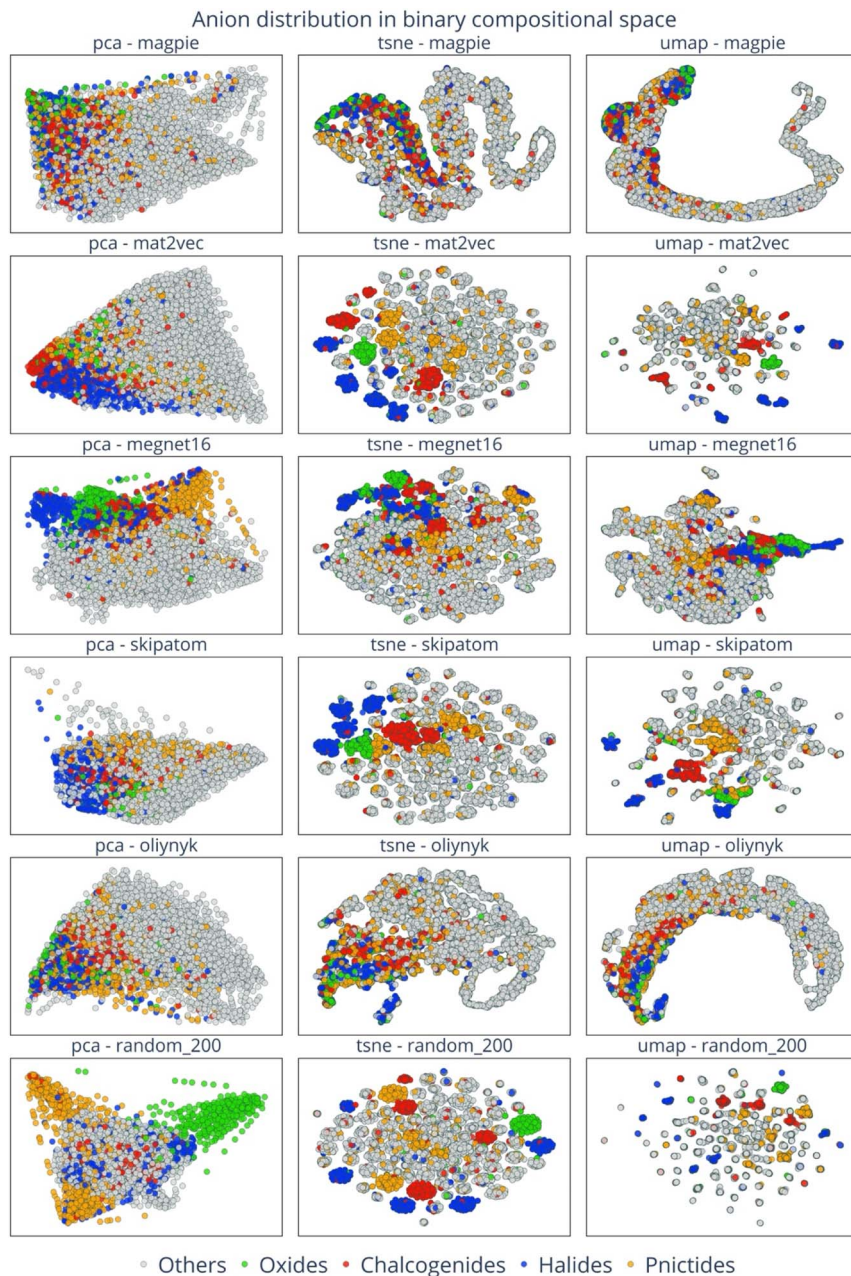 Anion distribution in binary compositional space
pca - magpie
tsne - magpie
umap - magpie
pca - mat2vec
tsne - mat2vec
umap - mat2vec
pca - megnet16
tsne - megnet16
umap - megnet16
pca - skipatom
tsne - skipatom
umap - skipatom
pca - oliynyk
tsne - oliynyk
umap - oliynyk
pca - random_200
tsne - random_200
umap - random_200
Others Oxides Chalcogenides Halides Pnictides